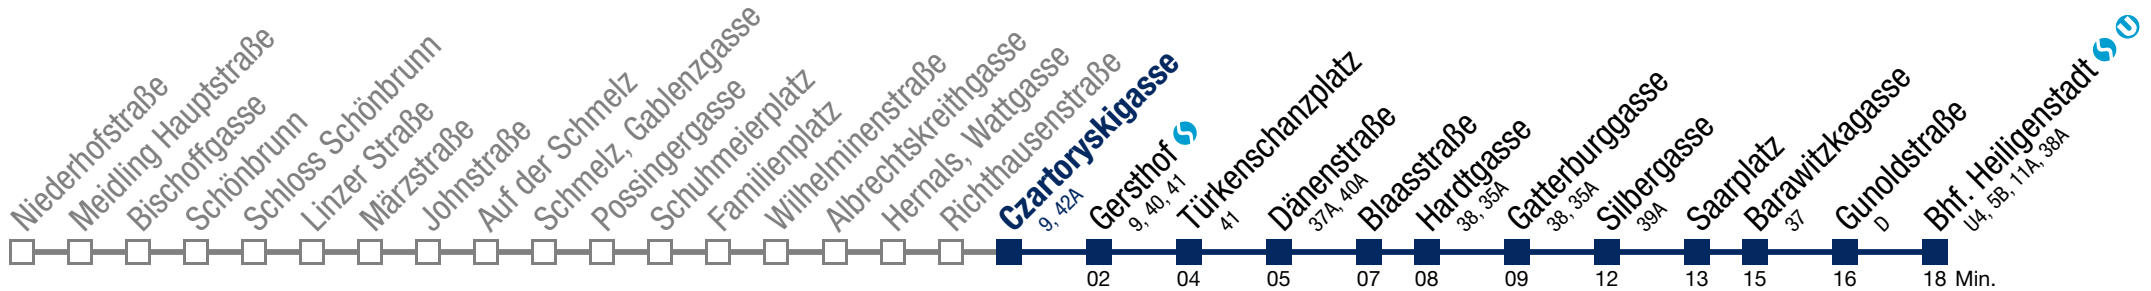 Niederhofstraße
Meidling Hauptstraße
Bischoffgasse
Schönbrunn
Schloss Schönbrunn
Linzer Straße
Märzstraße
Johnstraße
Auf der Schmelz
Schmelz, Gablenzgasse
Possingergasse
Schuhmeierplatz
Familienplatz
Wilhelminenstraße
Albrechtskreithgasse
Hernals, Wattgasse
Richthausenstraße
Czartoryskigasse
9, 42A
Gersthof
9, 40, 41
02
Türkenschanzplatz
41
04
Dänenstraße
37A, 40A
05
Blaasstraße
07
Hardtgasse
38, 35A
08
Gatterburggasse
38, 35A
09
Silbergasse
39A
12
Saarplatz
13
Barawitzkagasse
37
15
Gunoldstraße
D
16
Bhf. Heiligenstadt
U
U4, 5B, 11A, 38A
18 Min.